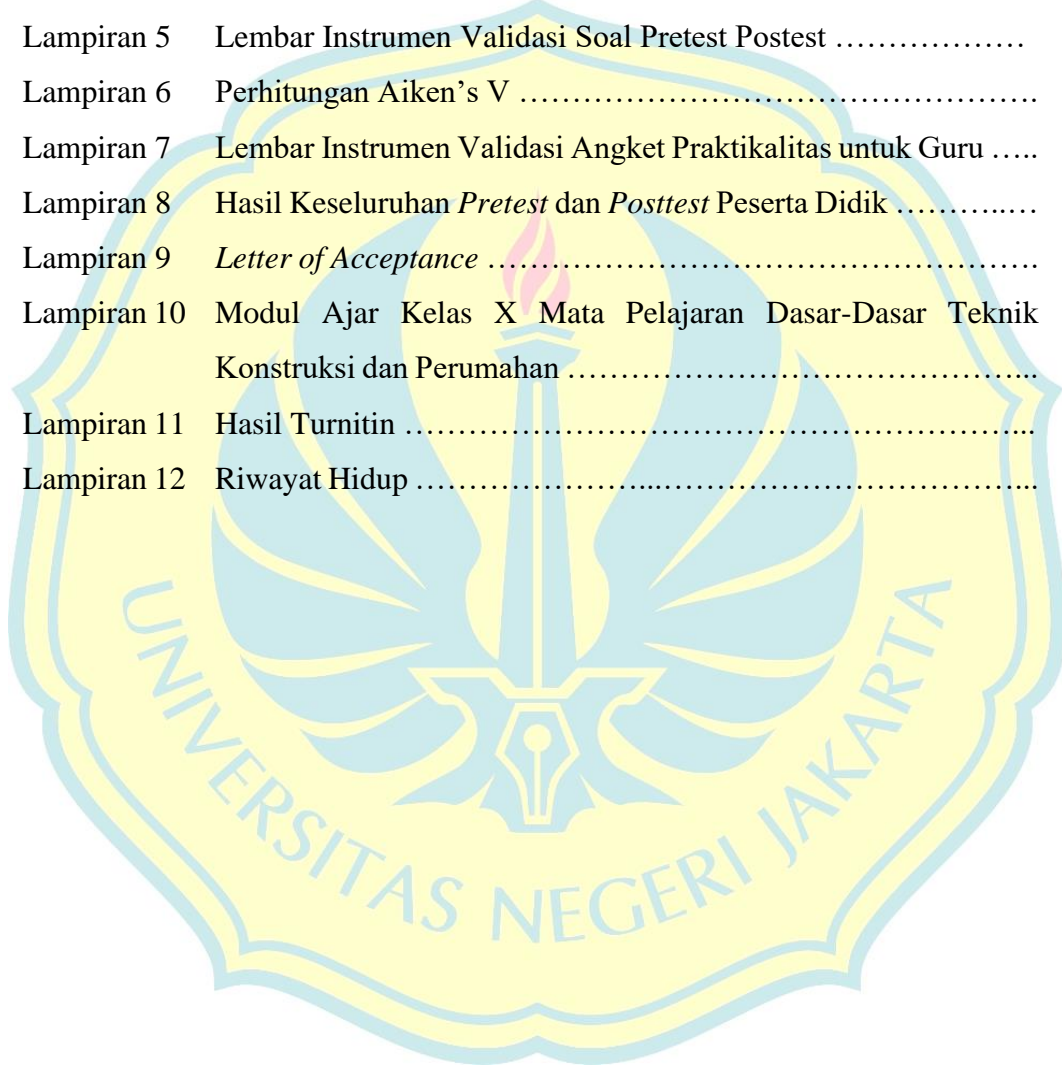 Lampiran 5 Lembar Instrumen Validasi Soal Pretest Postest ………………
Lampiran 6 Perhitungan Aiken’s V ………………………………………….
Lampiran 7 Lembar Instrumen Validasi Angket Praktikalitas untuk Guru …..
Lampiran 8 Hasil Keseluruhan Pretest dan Posttest Peserta Didik ………..…
Lampiran 9 Letter of Acceptance …….……………………………………….
Lampiran 10 Modul Ajar Kelas X Mata Pelajaran Dasar-Dasar Teknik
Konstruksi dan Perumahan ……………………………………...
Lampiran 11 Hasil Turnitin …………………………………………………...
Lampiran 12 Riwayat Hidup …………………...……………………………...
UNIVERSITAS NEGERI JAKARTA